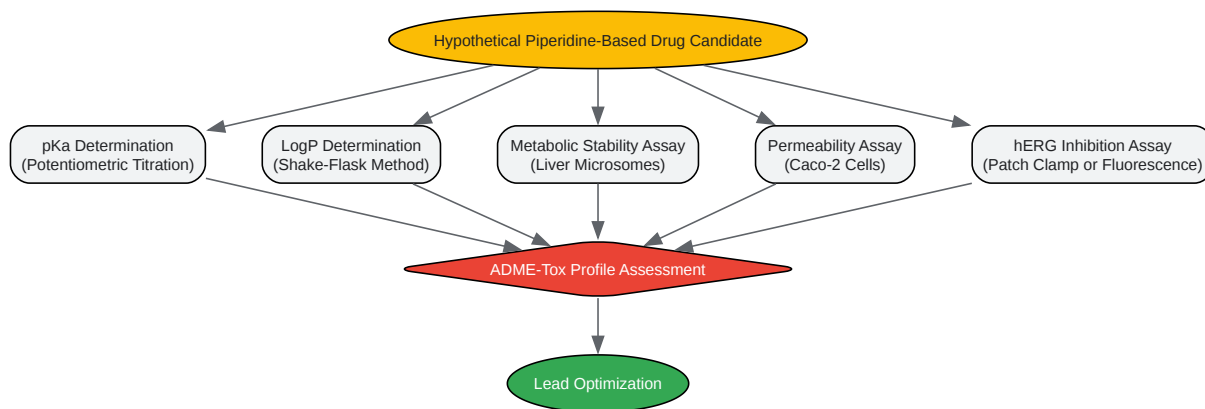 Hypothetical Piperidine-Based Drug Candidate
pKa Determination
(Potentiometric Titration)
LogP Determination
(Shake-Flask Method)
Metabolic Stability Assay
(Liver Microsomes)
Permeability Assay
(Caco-2 Cells)
hERG Inhibition Assay
(Patch Clamp or Fluorescence)
ADME-Tox Profile Assessment
Lead Optimization